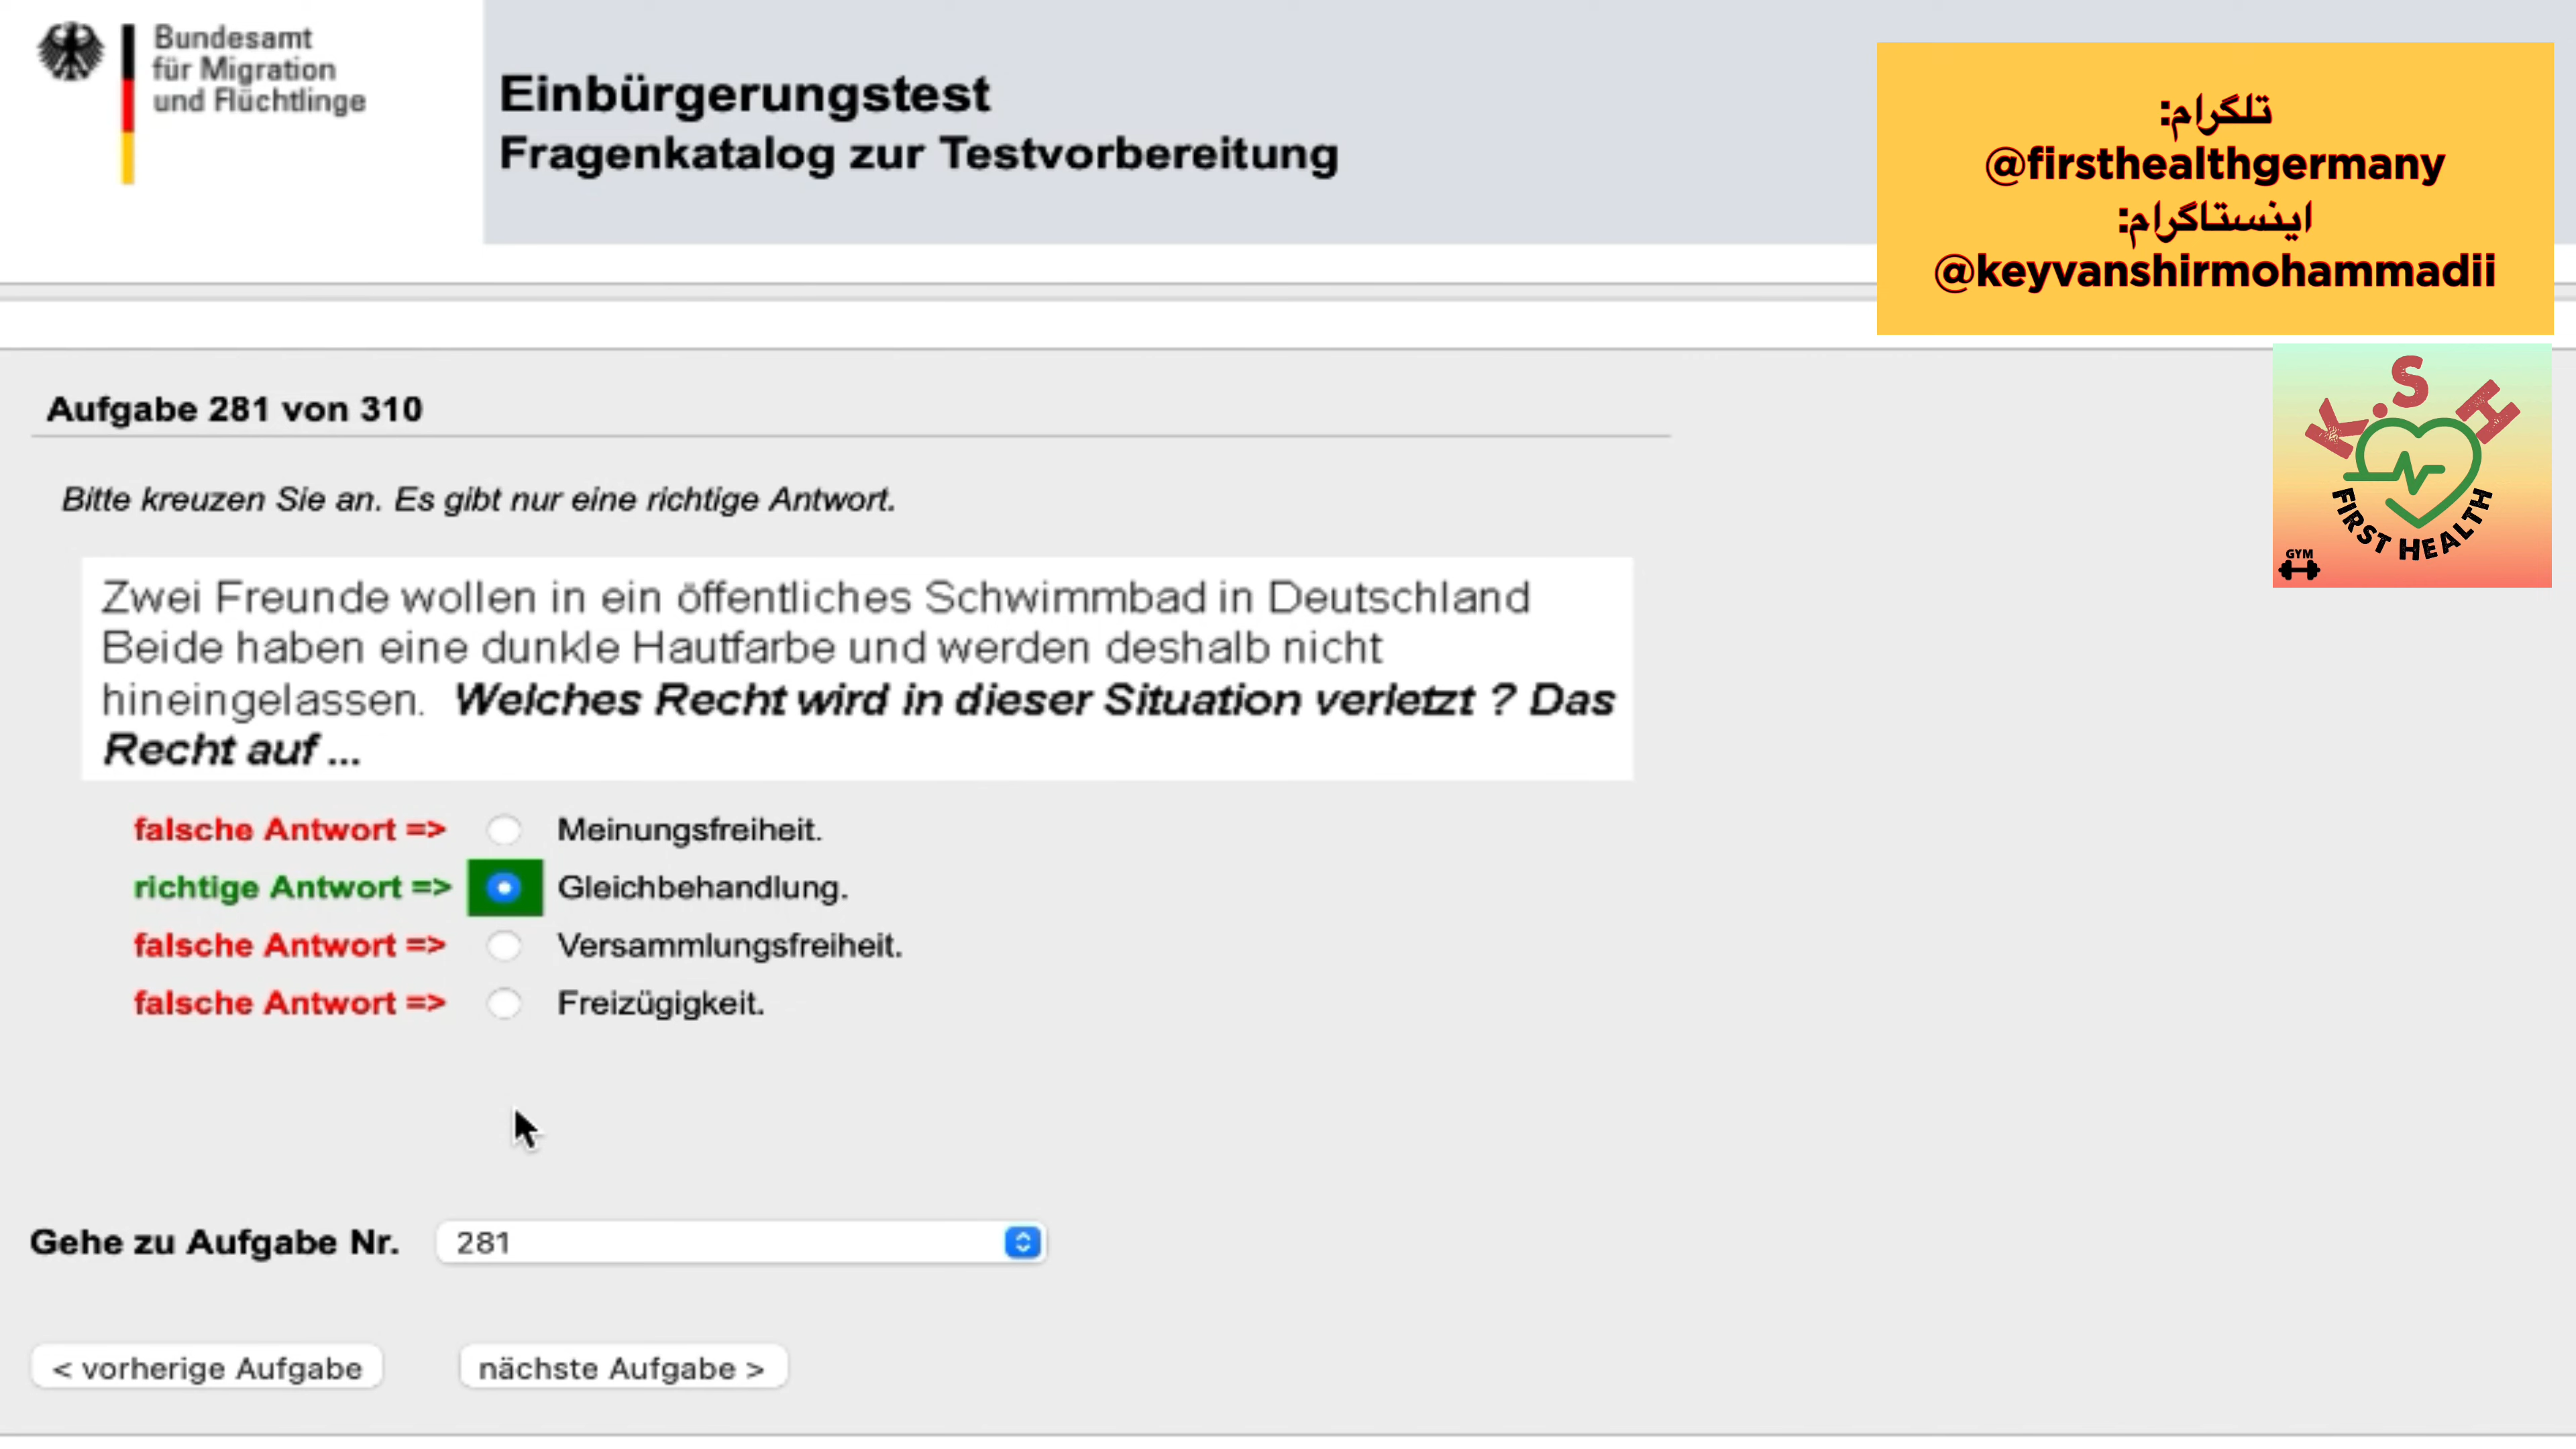 Bundesamt
für Migration
und Flüchtlinge
Einbürgerungstest
Fragenkatalog zur Testvorbereitung
تلگرام:
@firsthealthgermany
اینستاگرام:
@keyvanshirmohammadii
K.S.H
FIRST HEALTH
GYM
Aufgabe 281 von 310
Bitte kreuzen Sie an. Es gibt nur eine richtige Antwort.
Zwei Freunde wollen in ein öffentliches Schwimmbad in Deutschland
Beide haben eine dunkle Hautfarbe und werden deshalb nicht
hineingelassen. Welches Recht wird in dieser Situation verletzt ? Das
Recht auf ...
falsche Antwort => Meinungsfreiheit.
richtige Antwort => Gleichbehandlung.
falsche Antwort => Versammlungsfreiheit.
falsche Antwort => Freizügigkeit.
Gehe zu Aufgabe Nr. 281
< vorherige Aufgabe nächste Aufgabe >